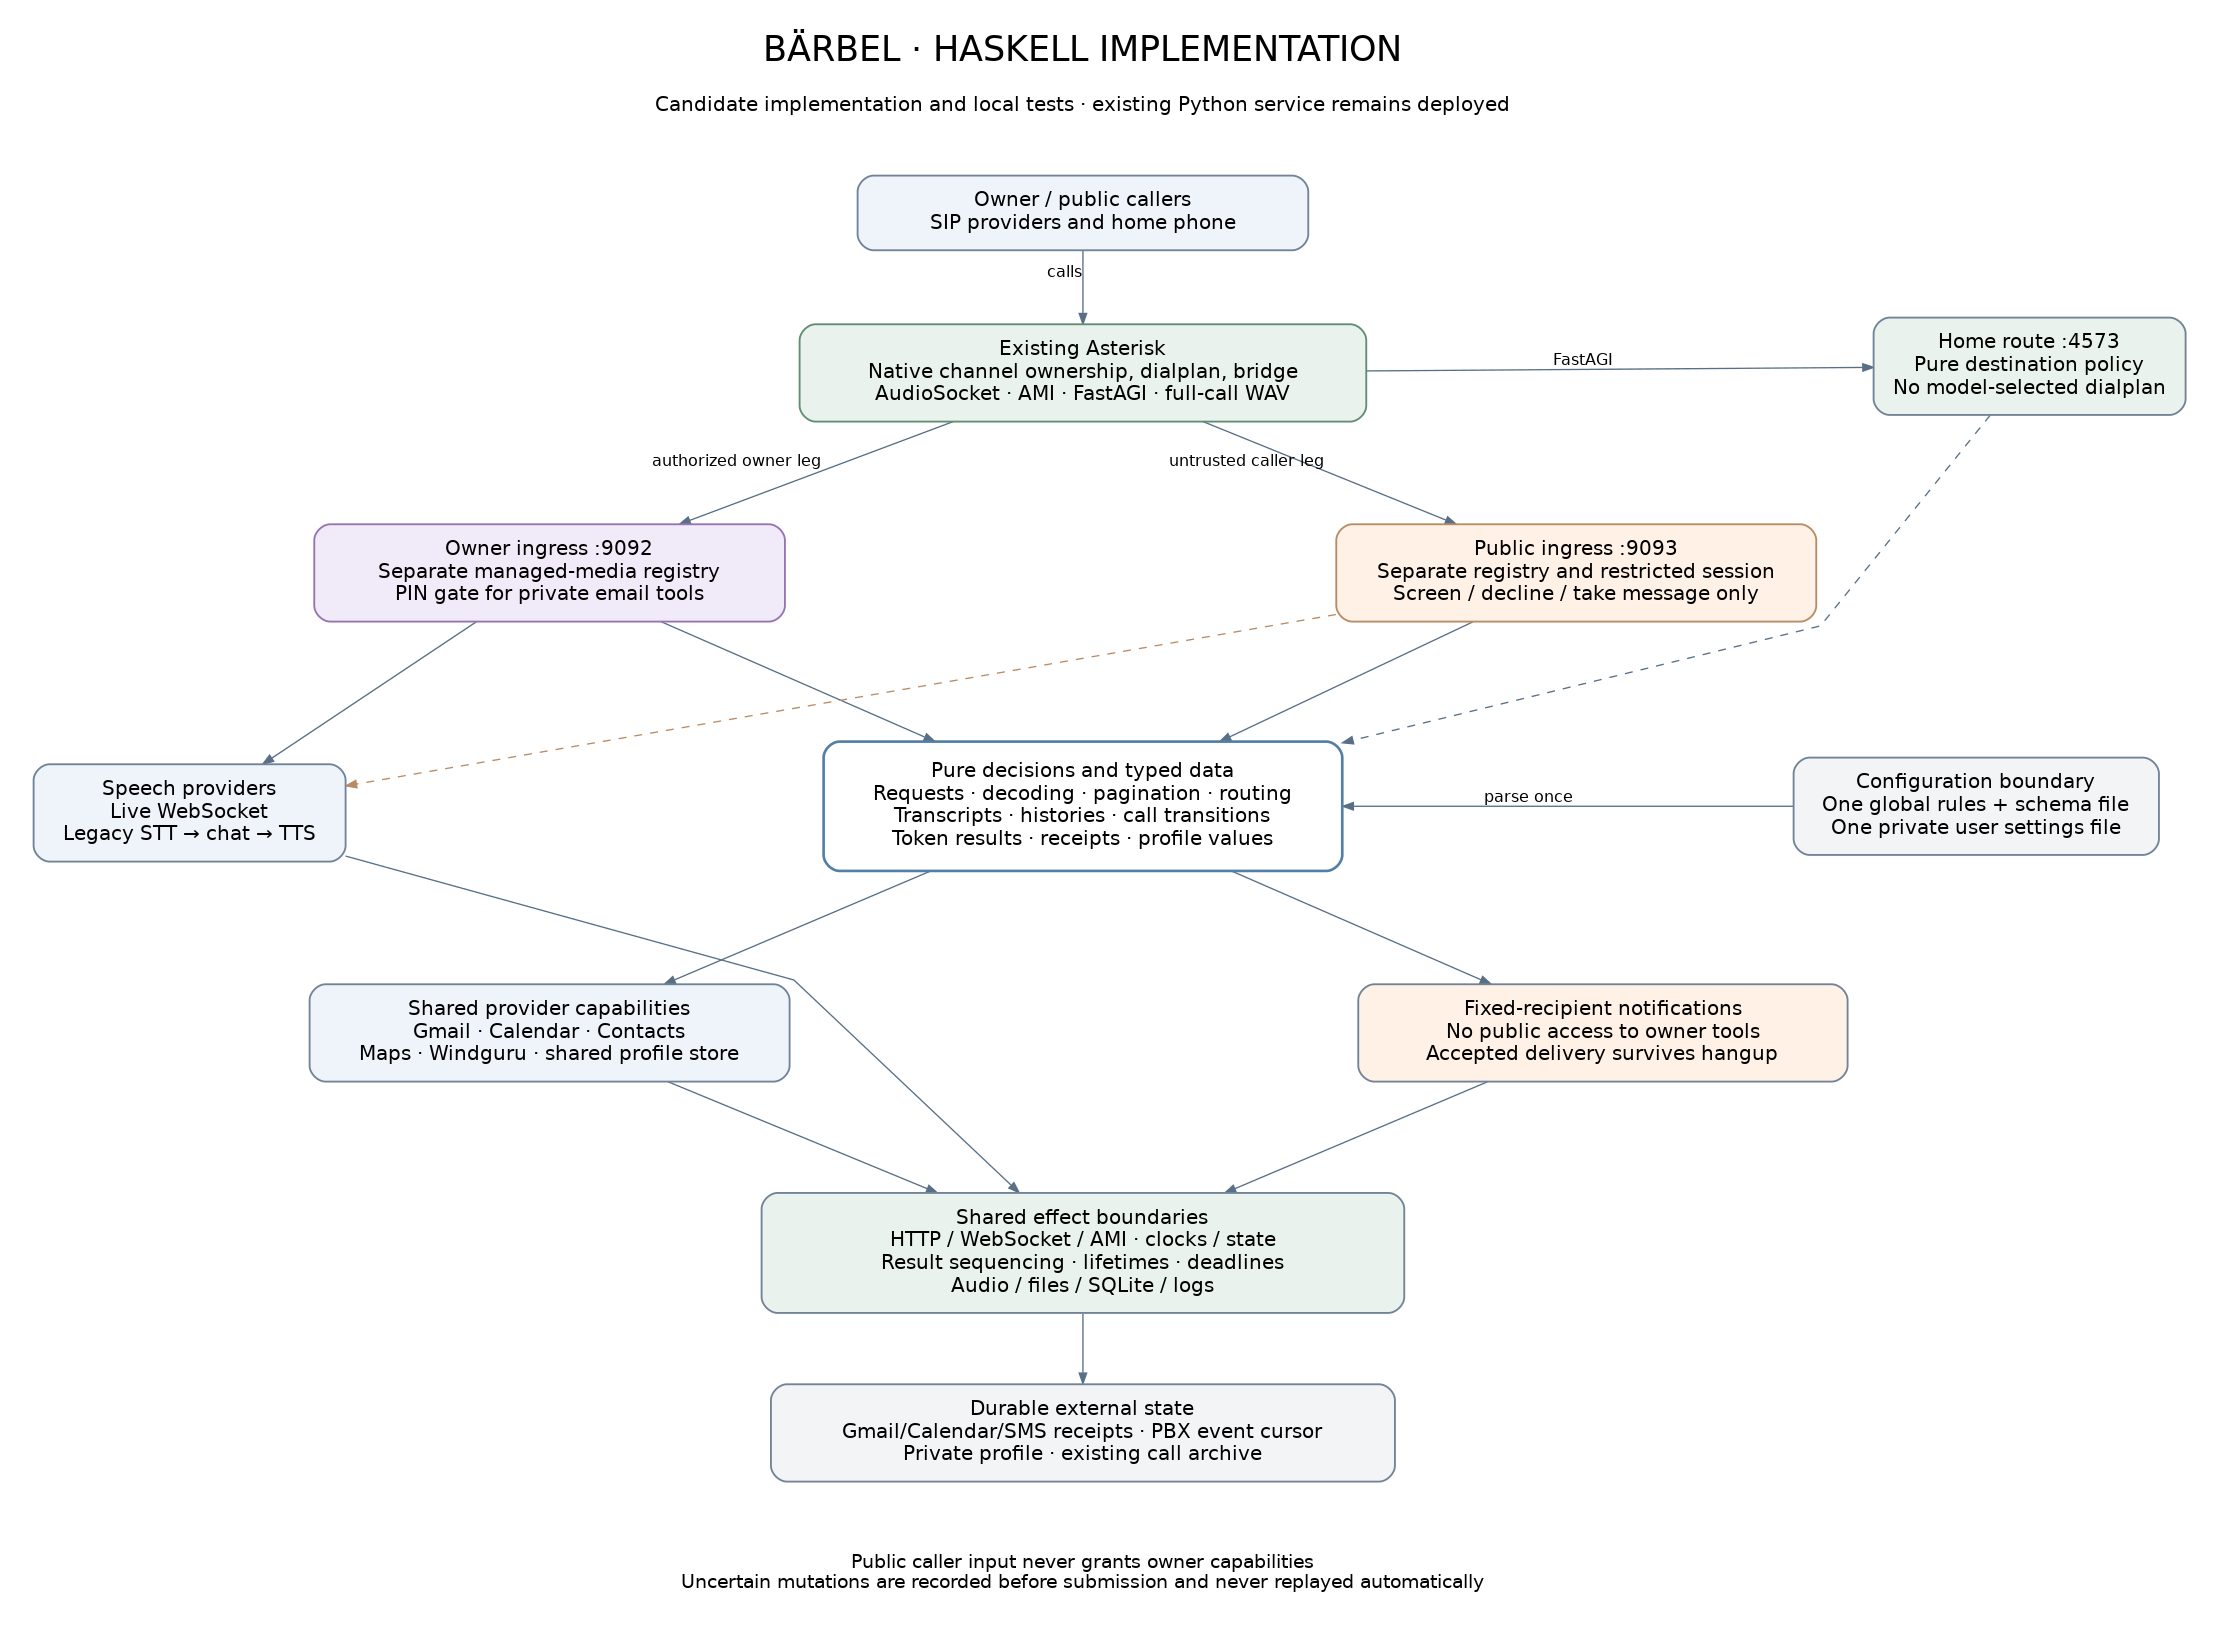 BÄRBEL · HASKELL IMPLEMENTATION
Candidate implementation and local tests · existing Python service remains deployed
Owner / public callers
SIP providers and home phone
calls
Existing Asterisk
Native channel ownership, dialplan, bridge
AudioSocket · AMI · FastAGI · full-call WAV
FastAGI
Home route :4573
Pure destination policy
No model-selected dialplan
authorized owner leg
untrusted caller leg
Owner ingress :9092
Separate managed-media registry
PIN gate for private email tools
Public ingress :9093
Separate registry and restricted session
Screen / decline / take message only
Speech providers
Live WebSocket
Legacy STT → chat → TTS
Pure decisions and typed data
Requests · decoding · pagination · routing
Transcripts · histories · call transitions
Token results · receipts · profile values
parse once
Configuration boundary
One global rules + schema file
One private user settings file
Shared provider capabilities
Gmail · Calendar · Contacts
Maps · Windguru · shared profile store
Fixed-recipient notifications
No public access to owner tools
Accepted delivery survives hangup
Shared effect boundaries
HTTP / WebSocket / AMI · clocks / state
Result sequencing · lifetimes · deadlines
Audio / files / SQLite / logs
Durable external state
Gmail/Calendar/SMS receipts · PBX event cursor
Private profile · existing call archive
Public caller input never grants owner capabilities
Uncertain mutations are recorded before submission and never replayed automatically